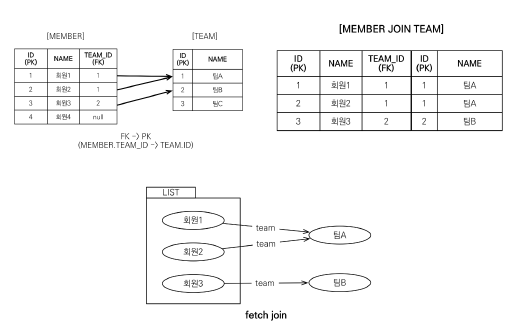 [MEMBER]
ID (PK) NAME TEAM_ID (FK)
1 회원1 1
2 회원2 1
3 회원3 2
4 회원4 null
[TEAM]
ID (PK) NAME
1 팀A
2 팀B
3 팀C
FK -> PK
(MEMBER.TEAM_ID -> TEAM.ID)
[MEMBER JOIN TEAM]
ID (PK) NAME TEAM_ID (FK) ID (PK) NAME
1 회원1 1 1 팀A
2 회원2 1 1 팀A
3 회원3 2 2 팀B
LIST
회원1 team 팀A
회원2 team
회원3 team 팀B
fetch join